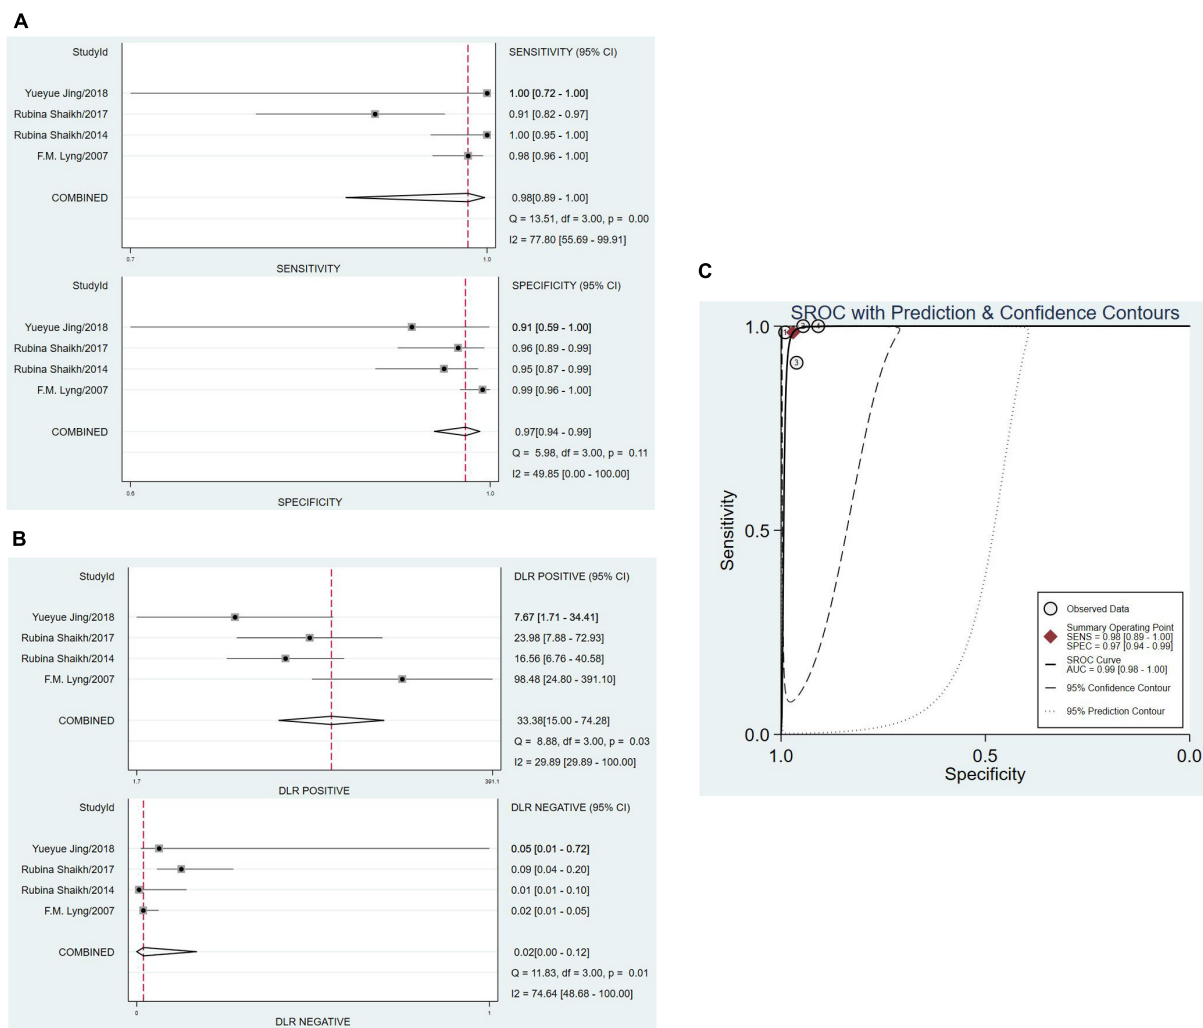 A
StudyId SENSITIVITY (95% CI)
Yueyue Jing/2018 1.00 [0.72 - 1.00]
Rubina Shaikh/2017 0.91 [0.82 - 0.97]
Rubina Shaikh/2014 1.00 [0.95 - 1.00]
F.M. Lyng/2007 0.98 [0.96 - 1.00]
COMBINED 0.98[0.89 - 1.00]
Q = 13.51, df = 3.00, p = 0.00
I2 = 77.80 [55.69 - 99.91]
0.7 1.0
SENSITIVITY
StudyId SPECIFICITY (95% CI)
Yueyue Jing/2018 0.91 [0.59 - 1.00]
Rubina Shaikh/2017 0.96 [0.89 - 0.99]
Rubina Shaikh/2014 0.95 [0.87 - 0.99]
F.M. Lyng/2007 0.99 [0.96 - 1.00]
COMBINED 0.97[0.94 - 0.99]
Q = 5.98, df = 3.00, p = 0.11
I2 = 49.85 [0.00 - 100.00]
0.6 1.0
SPECIFICITY
B
StudyId DLR POSITIVE (95% CI)
Yueyue Jing/2018 7.67 [1.71 - 34.41]
Rubina Shaikh/2017 23.98 [7.88 - 72.93]
Rubina Shaikh/2014 16.56 [6.76 - 40.58]
F.M. Lyng/2007 98.48 [24.80 - 391.10]
COMBINED 33.38[15.00 - 74.28]
Q = 8.88, df = 3.00, p = 0.03
I2 = 29.89 [29.89 - 100.00]
1.7 391.1
DLR POSITIVE
StudyId DLR NEGATIVE (95% CI)
Yueyue Jing/2018 0.05 [0.01 - 0.72]
Rubina Shaikh/2017 0.09 [0.04 - 0.20]
Rubina Shaikh/2014 0.01 [0.01 - 0.10]
F.M. Lyng/2007 0.02 [0.01 - 0.05]
COMBINED 0.02[0.00 - 0.12]
Q = 11.83, df = 3.00, p = 0.01
I2 = 74.64 [48.68 - 100.00]
0 1
DLR NEGATIVE
C
SROC with Prediction & Confidence Contours
1.0
0.5
0.0
Sensitivity
1
3
Observed Data
Summary Operating Point
SENS = 0.98 [0.89 - 1.00]
SPEC = 0.97 [0.94 - 0.99]
SROC Curve
AUC = 0.99 [0.98 - 1.00]
95% Confidence Contour
95% Prediction Contour
1.0 0.5 0.0
Specificity